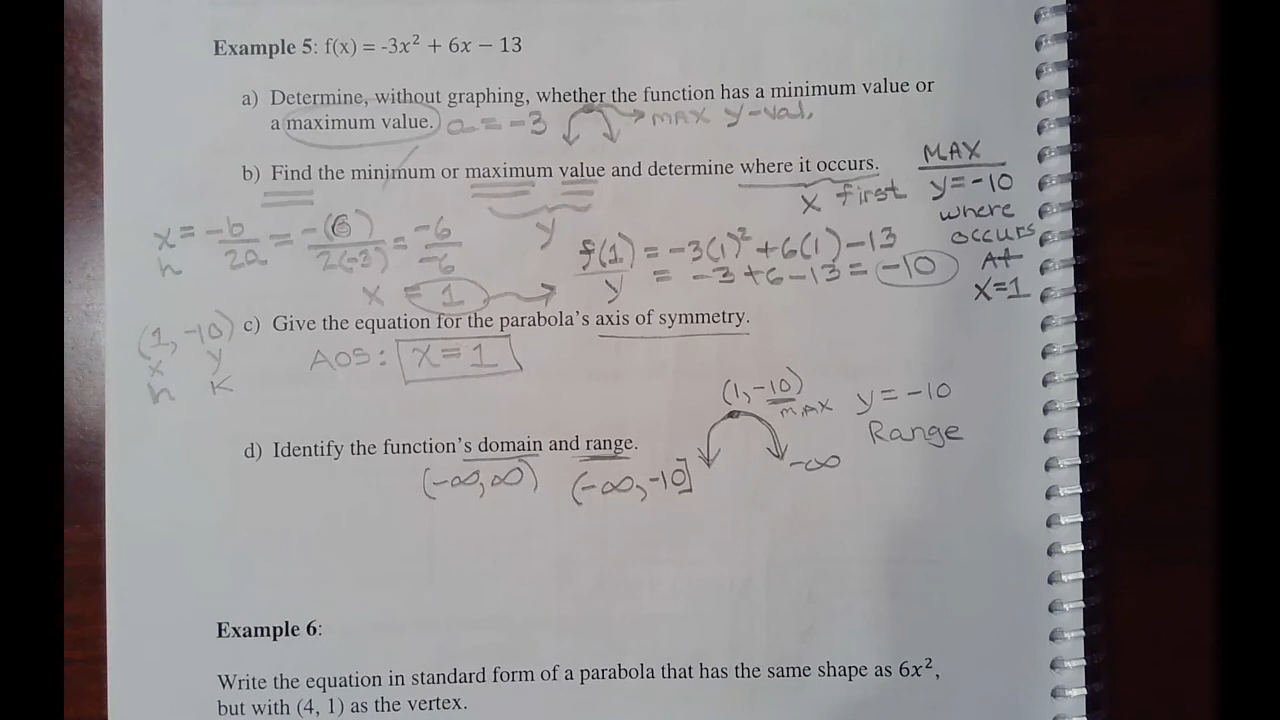 Example 5: f(x) = -3x² + 6x − 13
a) Determine, without graphing, whether the function has a minimum value or
a maximum value. a = -3 → MAX y-val.
b) Find the minimum or maximum value and determine where it occurs.
MAX
y = -10
where
occurs
At
x=1
x first
y
x = -b/2a = -(6)/2(-3) = -6/-6
h
x = 1 →
f(1) = -3(1)² + 6(1) - 13
y = -3+6-13 = -10
(1, -10)
x y
h K
c) Give the equation for the parabola's axis of symmetry.
AOS: x = 1
(1, -10)
MAX
y = -10
Range
-∞
d) Identify the function's domain and range.
(-∞, ∞) (-∞, -10]
Example 6:
Write the equation in standard form of a parabola that has the same shape as 6x²,
but with (4, 1) as the vertex.